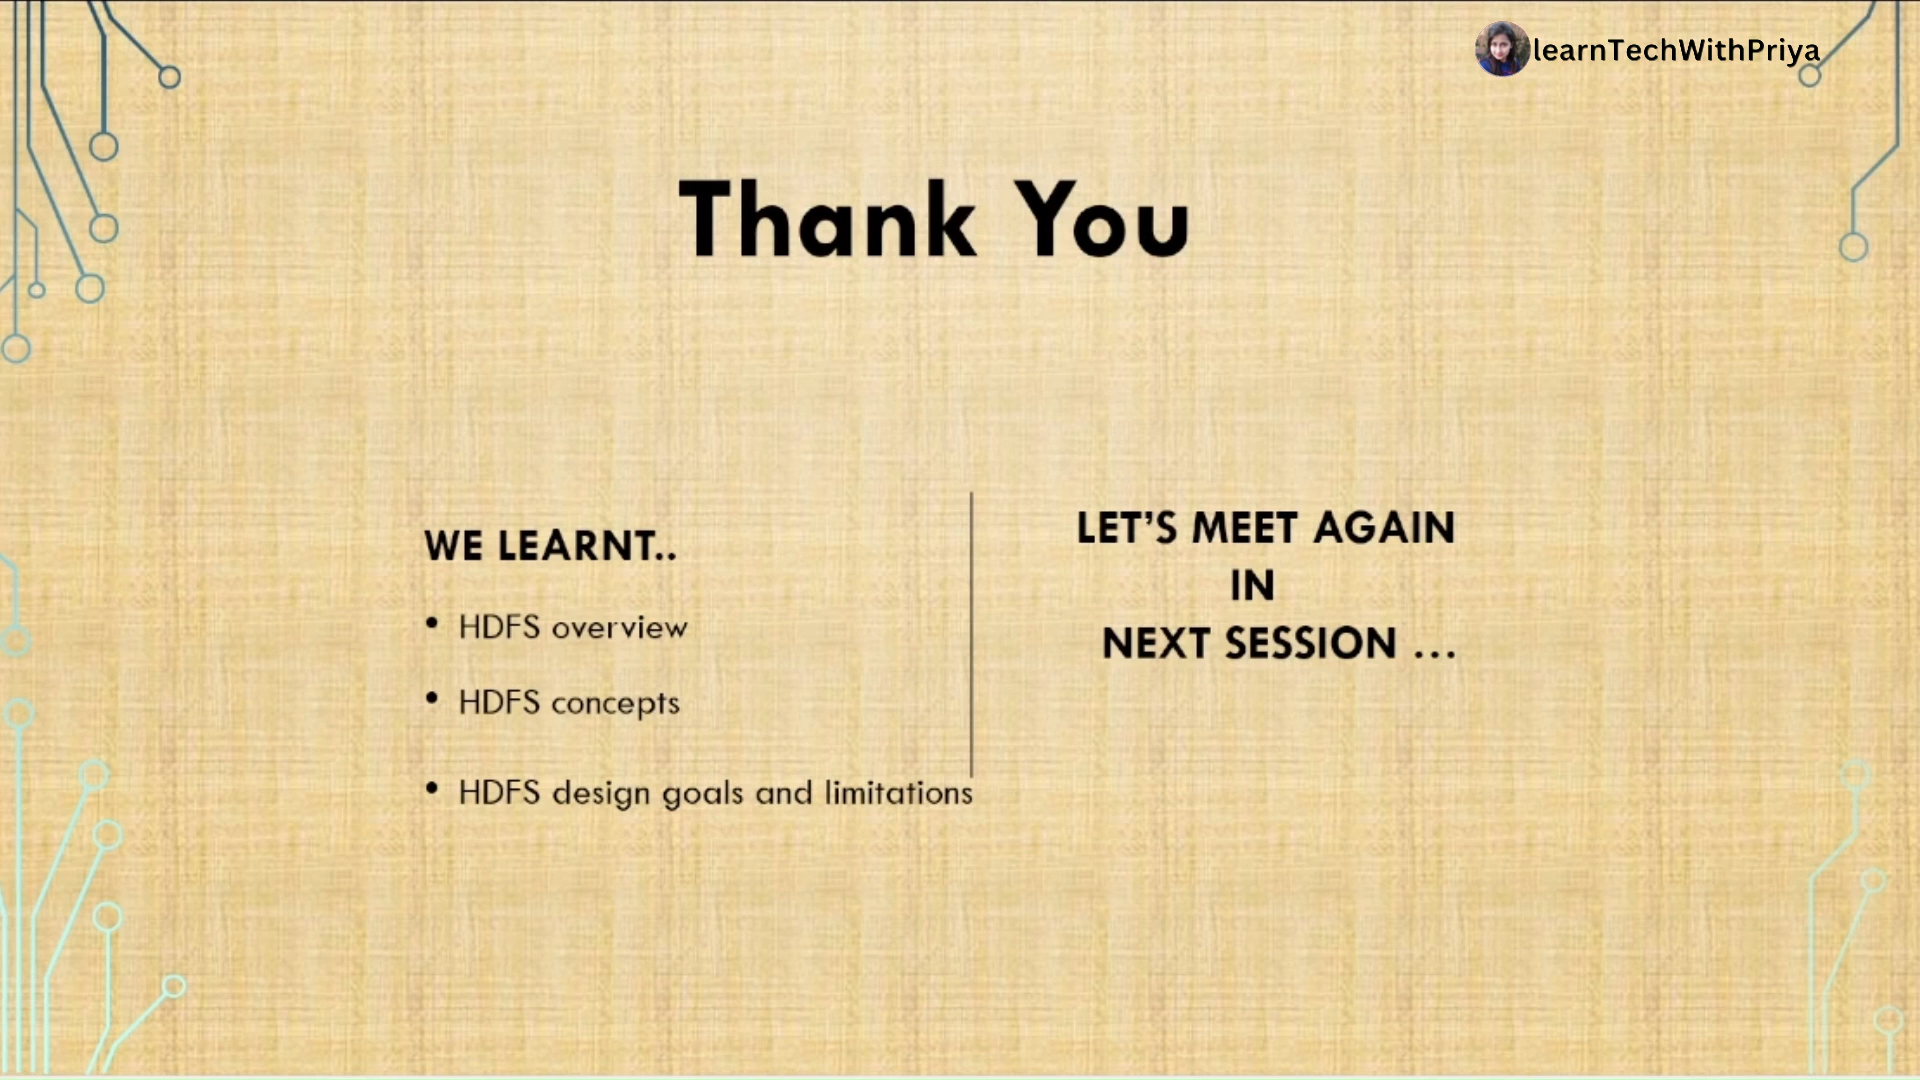 learnTechWithPriya
Thank You
WE LEARNT..
• HDFS overview
• HDFS concepts
• HDFS design goals and limitations
LET’S MEET AGAIN
IN
NEXT SESSION ...